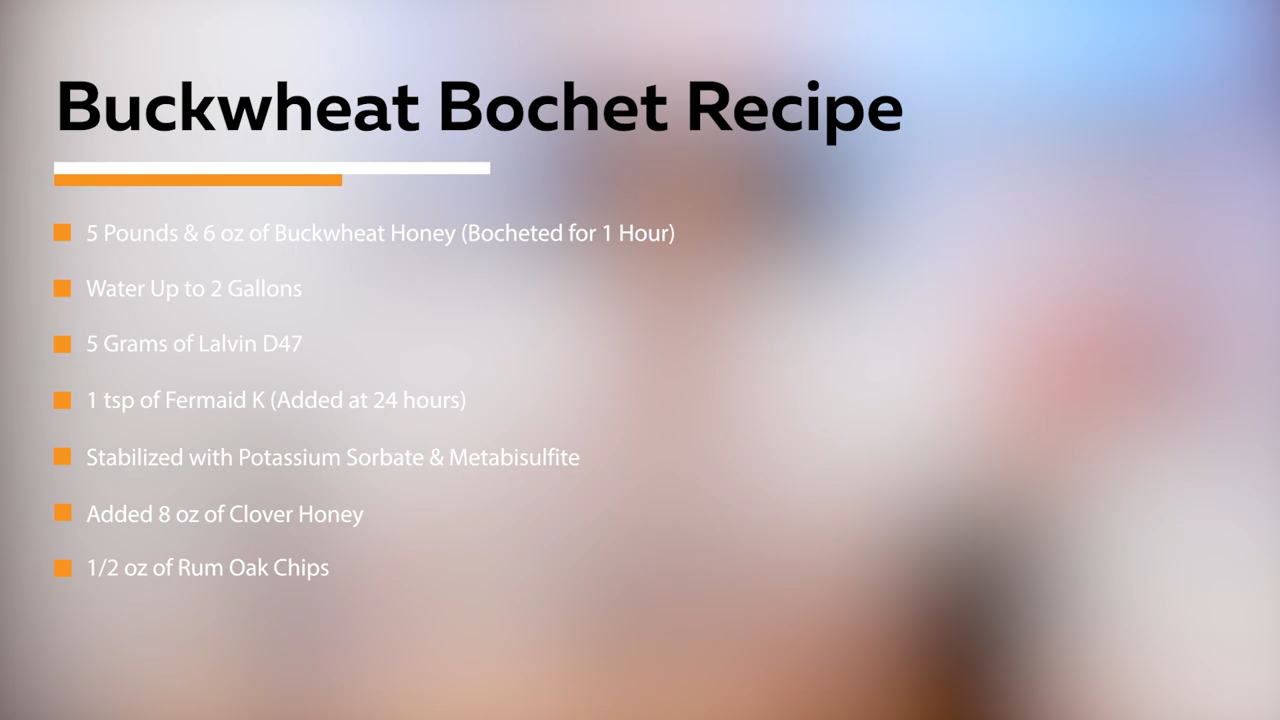 Buckwheat Bochet Recipe
5 Pounds & 6 oz of Buckwheat Honey (Bocheted for 1 Hour)
Water Up to 2 Gallons
5 Grams of Lalvin D47
1 tsp of Fermaid K (Added at 24 hours)
Stabilized with Potassium Sorbate & Metabisulfite
Added 8 oz of Clover Honey
1/2 oz of Rum Oak Chips